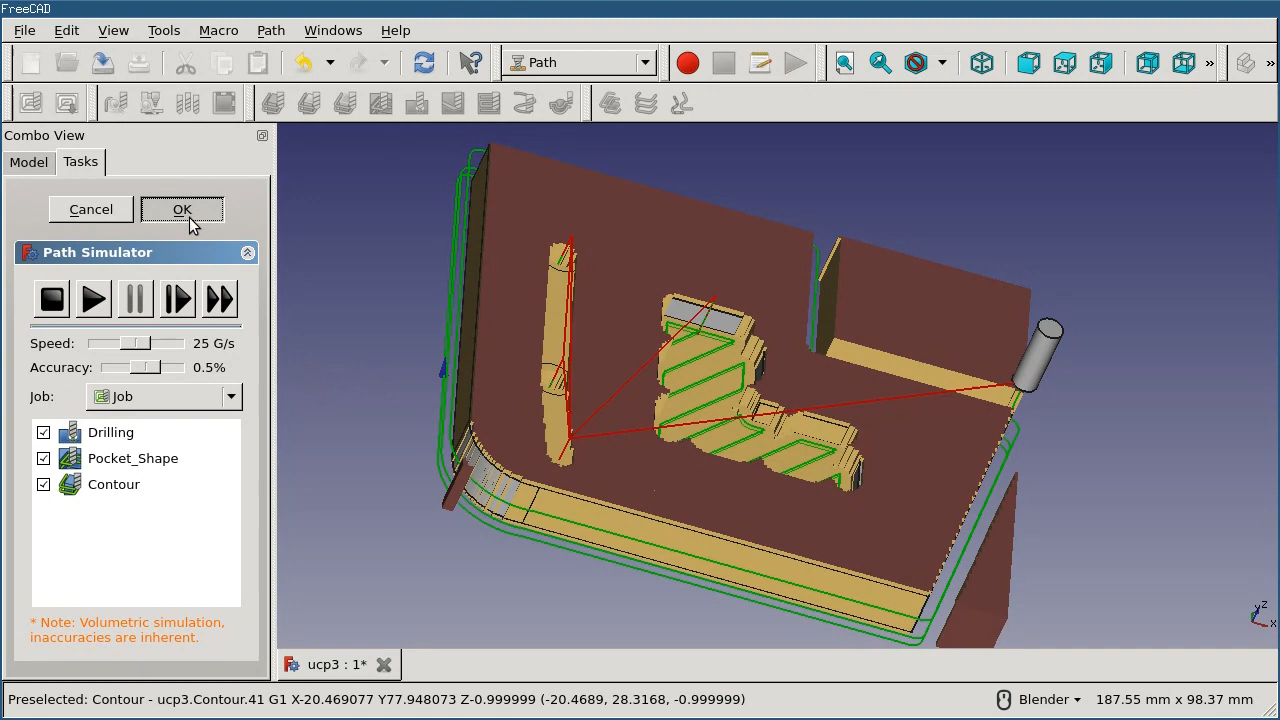 FreeCAD
File Edit View Tools Macro Path Windows Help
Path
»
»
Combo View
Model Tasks
Cancel OK
Path Simulator
Speed: 25 G/s
Accuracy: 0.5%
Job: Job
Drilling
Pocket_Shape
Contour
* Note: Volumetric simulation,
inaccuracies are inherent.
Z
Y
X
ucp3 : 1*
Preselected: Contour - ucp3.Contour.41 G1 X-20.469077 Y77.948073 Z-0.999999 (-20.4689, 28.3168, -0.999999) Blender 187.55 mm x 98.37 mm